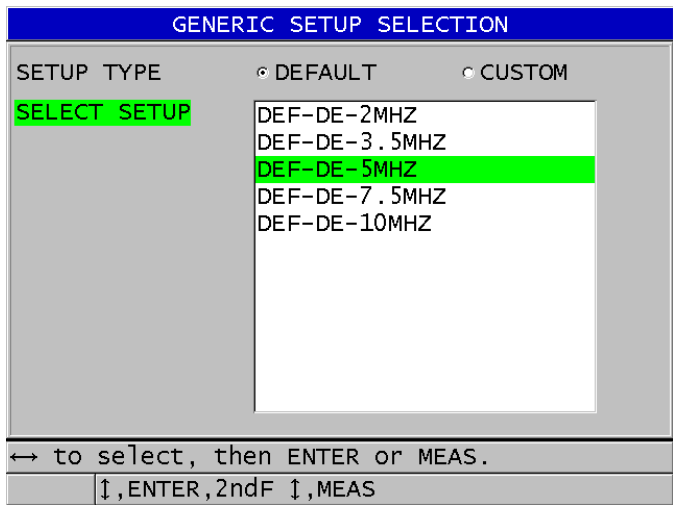 GENERIC SETUP SELECTION
SETUP TYPE DEFAULT CUSTOM
SELECT SETUP
DEF-DE-2MHZ
DEF-DE-3.5MHZ
DEF-DE-5MHZ
DEF-DE-7.5MHZ
DEF-DE-10MHZ
↔ to select, then ENTER or MEAS.
↕,ENTER,2ndF ↕,MEAS